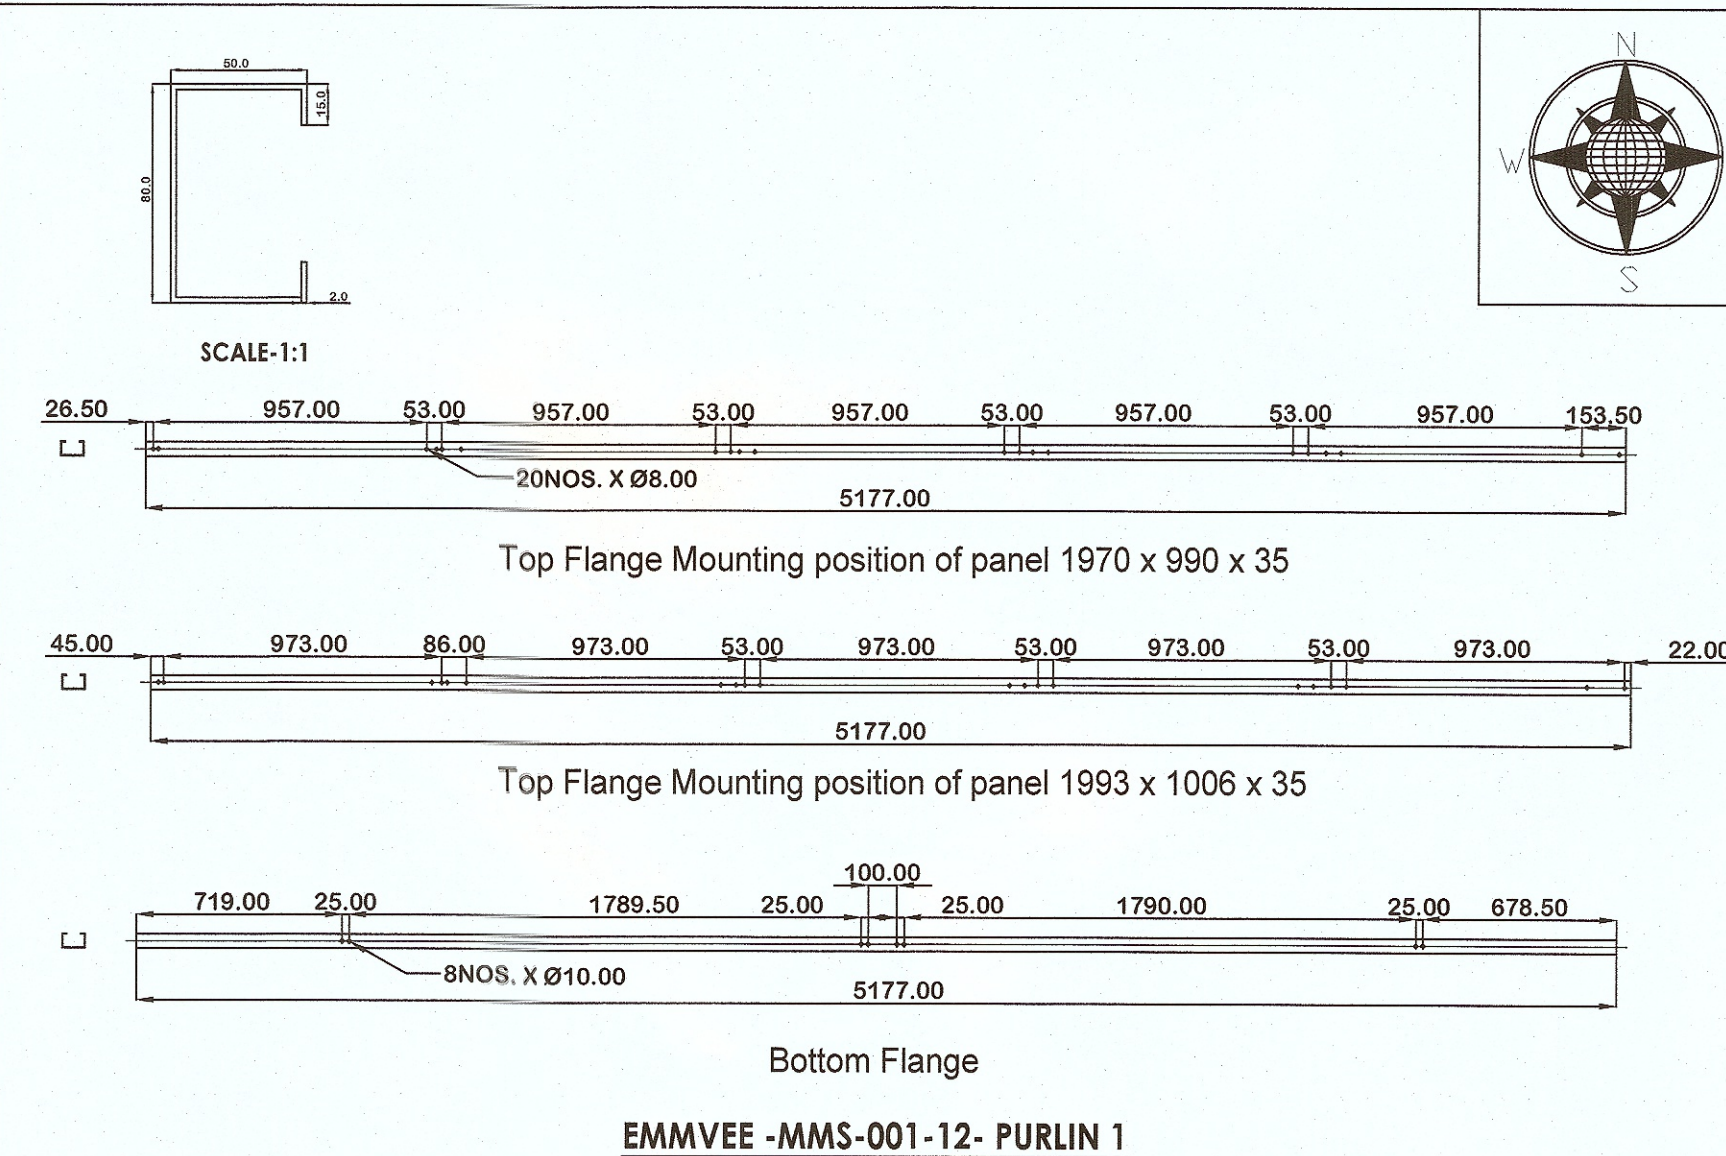 50.0
15.0
80.0
2.0
SCALE-1:1
N
W
S
26.50 957.00 53.00 957.00 53.00 957.00 53.00 957.00 53.00 957.00 153.50
20NOS. X Ø8.00
5177.00
Top Flange Mounting position of panel 1970 x 990 x 35
45.00 973.00 86.00 973.00 53.00 973.00 53.00 973.00 53.00 973.00 22.00
5177.00
Top Flange Mounting position of panel 1993 x 1006 x 35
100.00
719.00 25.00 1789.50 25.00 25.00 1790.00 25.00 678.50
8NOS. X Ø10.00
5177.00
Bottom Flange
EMMVEE -MMS-001-12- PURLIN 1